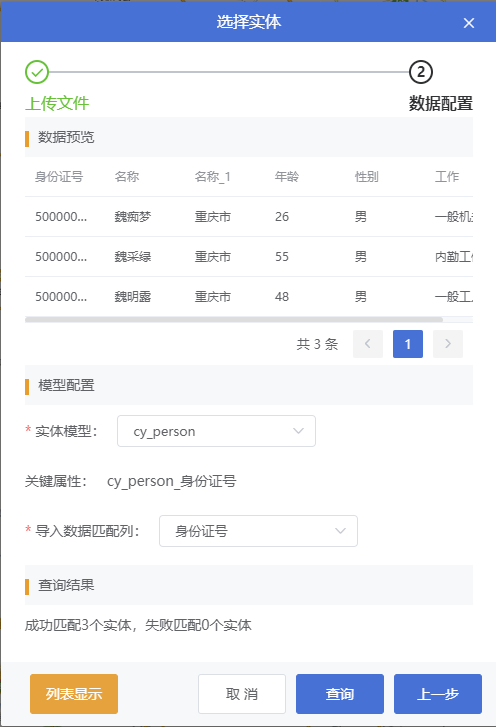 选择实体
2
上传文件 数据配置
数据预览
身份证号 名称 名称_1 年龄 性别 工作
500000... 魏痴梦 重庆市 26 男 一般机
500000... 魏采绿 重庆市 55 男 内勤工
500000... 魏明露 重庆市 48 男 一般工
共 3 条 1
模型配置
* 实体模型： cy_person
关键属性： cy_person_身份证号
* 导入数据匹配列： 身份证号
查询结果
成功匹配3个实体，失败匹配0个实体
列表显示 取 消 查询 上一步